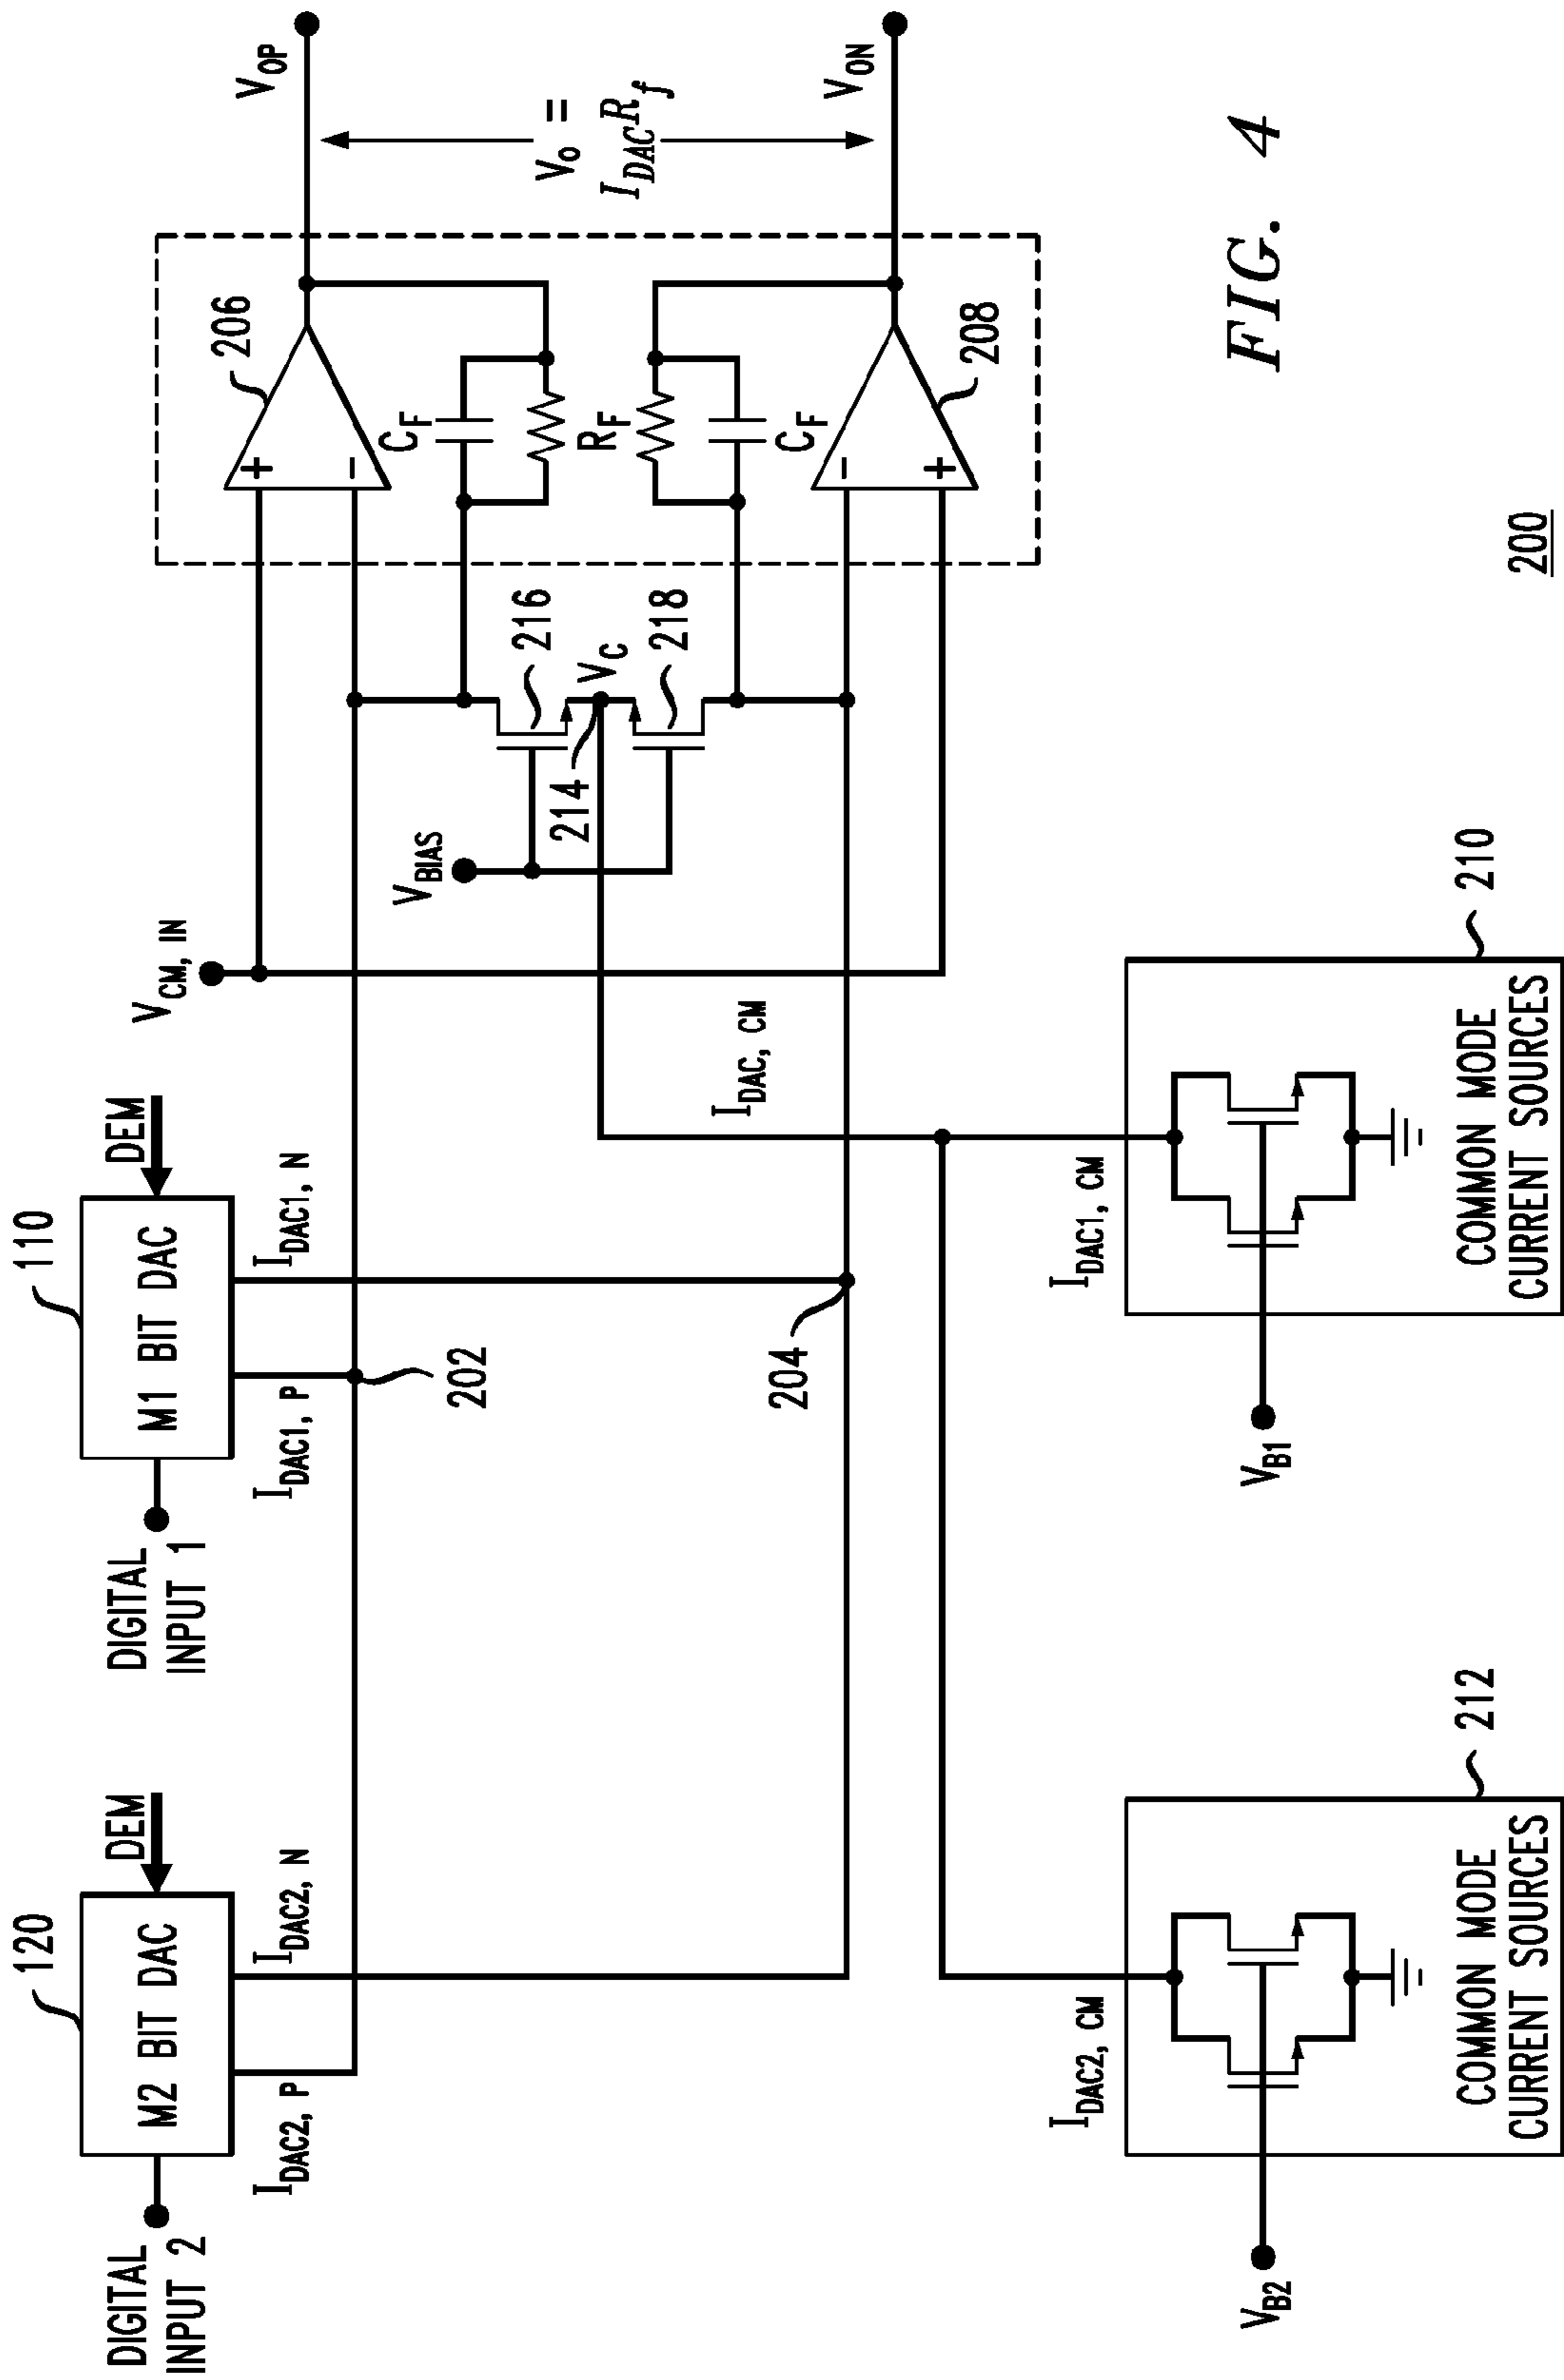 120
DEM
110
DEM
DIGITAL
INPUT 2
M2 BIT DAC
DIGITAL
INPUT 1
M1 BIT DAC
I_DAC2, P
I_DAC2, N
I_DAC1, P
I_DAC1, N
202
204
V_CM, IN
V_BIAS
I_DAC, CM
214
216
V_C
218
206
+
−
C_F
R_F
C_F
−
+
208
V_OP
V_O =
I_DAC R_f
V_ON
I_DAC2, CM
212
V_B2
COMMON MODE
CURRENT SOURCES
I_DAC1, CM
210
V_B1
COMMON MODE
CURRENT SOURCES
200
FIG. 4